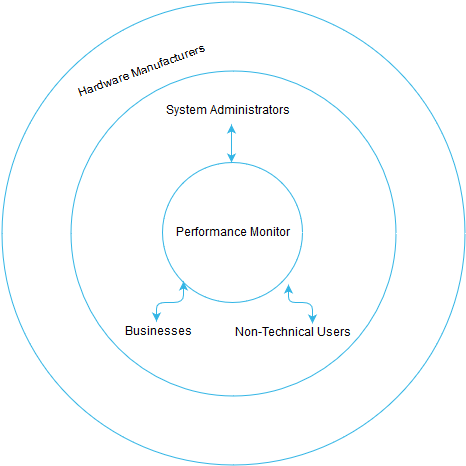 Hardware Manufacturers
System Administrators
Performance Monitor
Businesses
Non-Technical Users